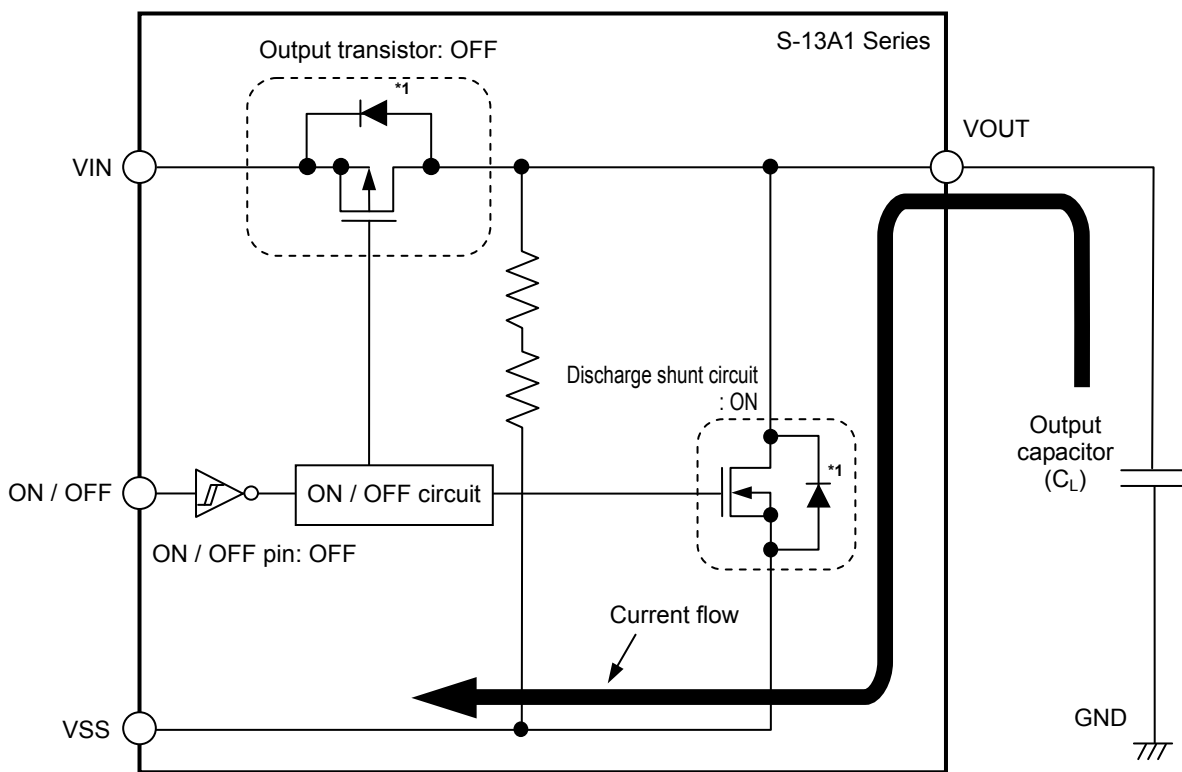 S-13A1 Series
Output transistor: OFF
*1
VOUT
VIN
Discharge shunt circuit
: ON
*1
Output
capacitor
(CL)
ON / OFF
ON / OFF circuit
ON / OFF pin: OFF
Current flow
GND
VSS